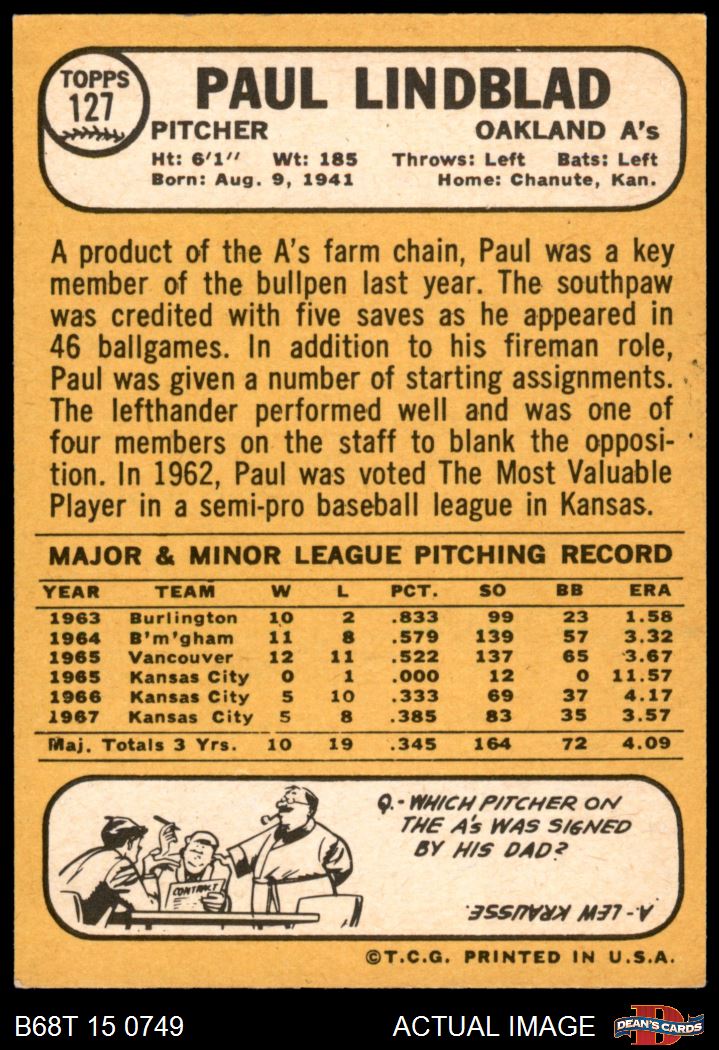 TOPPS
127
PAUL LINDBLAD
PITCHER OAKLAND A's
Ht: 6'1" Wt: 185 Throws: Left Bats: Left
Born: Aug. 9, 1941 Home: Chanute, Kan.
A product of the A's farm chain, Paul was a key
member of the bullpen last year. The southpaw
was credited with five saves as he appeared in
46 ballgames. In addition to his fireman role,
Paul was given a number of starting assignments.
The lefthander performed well and was one of
four members on the staff to blank the opposi-
tion. In 1962, Paul was voted The Most Valuable
Player in a semi-pro baseball league in Kansas.
MAJOR & MINOR LEAGUE PITCHING RECORD
YEAR TEAM W L PCT. SO BB ERA
1963 Burlington 10 2 .833 99 23 1.58
1964 B'm'gham 11 8 .579 139 57 3.32
1965 Vancouver 12 11 .522 137 65 3.67
1965 Kansas City 0 1 .000 12 0 11.57
1966 Kansas City 5 10 .333 69 37 4.17
1967 Kansas City 5 8 .385 83 35 3.57
Maj. Totals 3 Yrs. 10 19 .345 164 72 4.09
CONTRACT
Q.-WHICH PITCHER ON
THE A's WAS SIGNED
BY HIS DAD?
A-LEW KRAUSSE.
©T.C.G. PRINTED IN U.S.A.
B68T 15 0749 ACTUAL IMAGE
D
DEAN'S CARDS